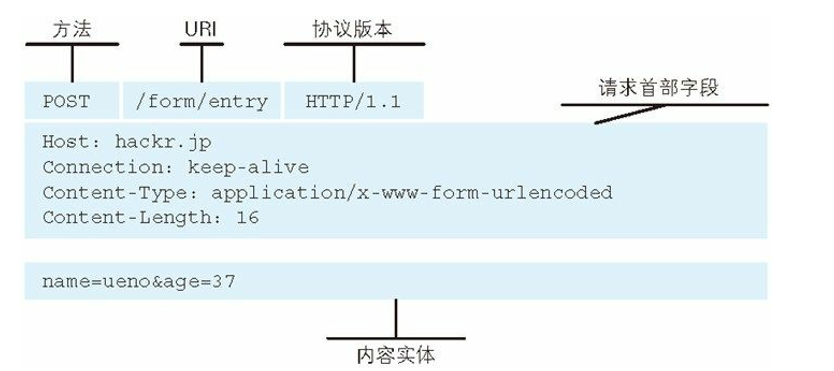 方法 URI 协议版本
POST /form/entry HTTP/1.1
请求首部字段
Host: hackr.jp
Connection: keep-alive
Content-Type: application/x-www-form-urlencoded
Content-Length: 16
name=ueno&age=37
内容实体